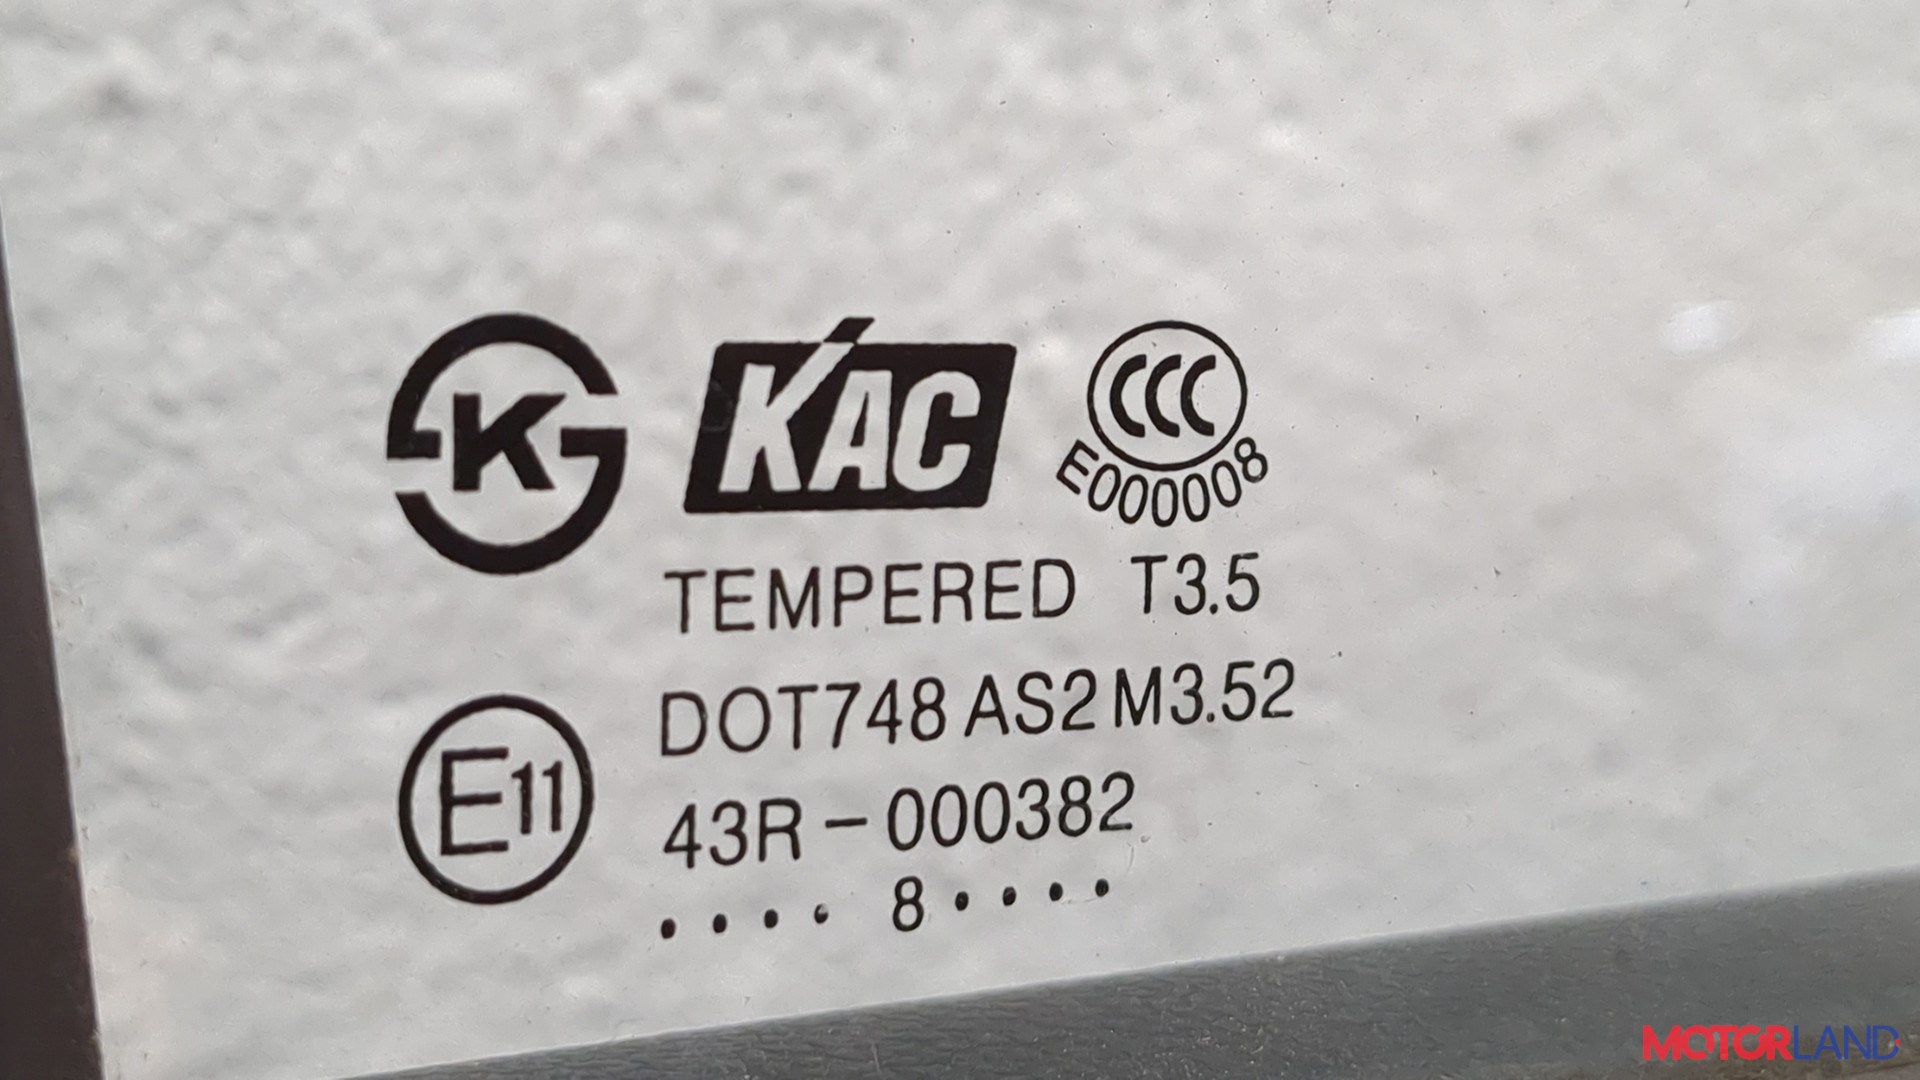 K
KAC
CCC
E000008
TEMPERED T3.5
DOT748 AS2 M3.52
E11
43R-000382
.... 8 ....
MOTORLAND